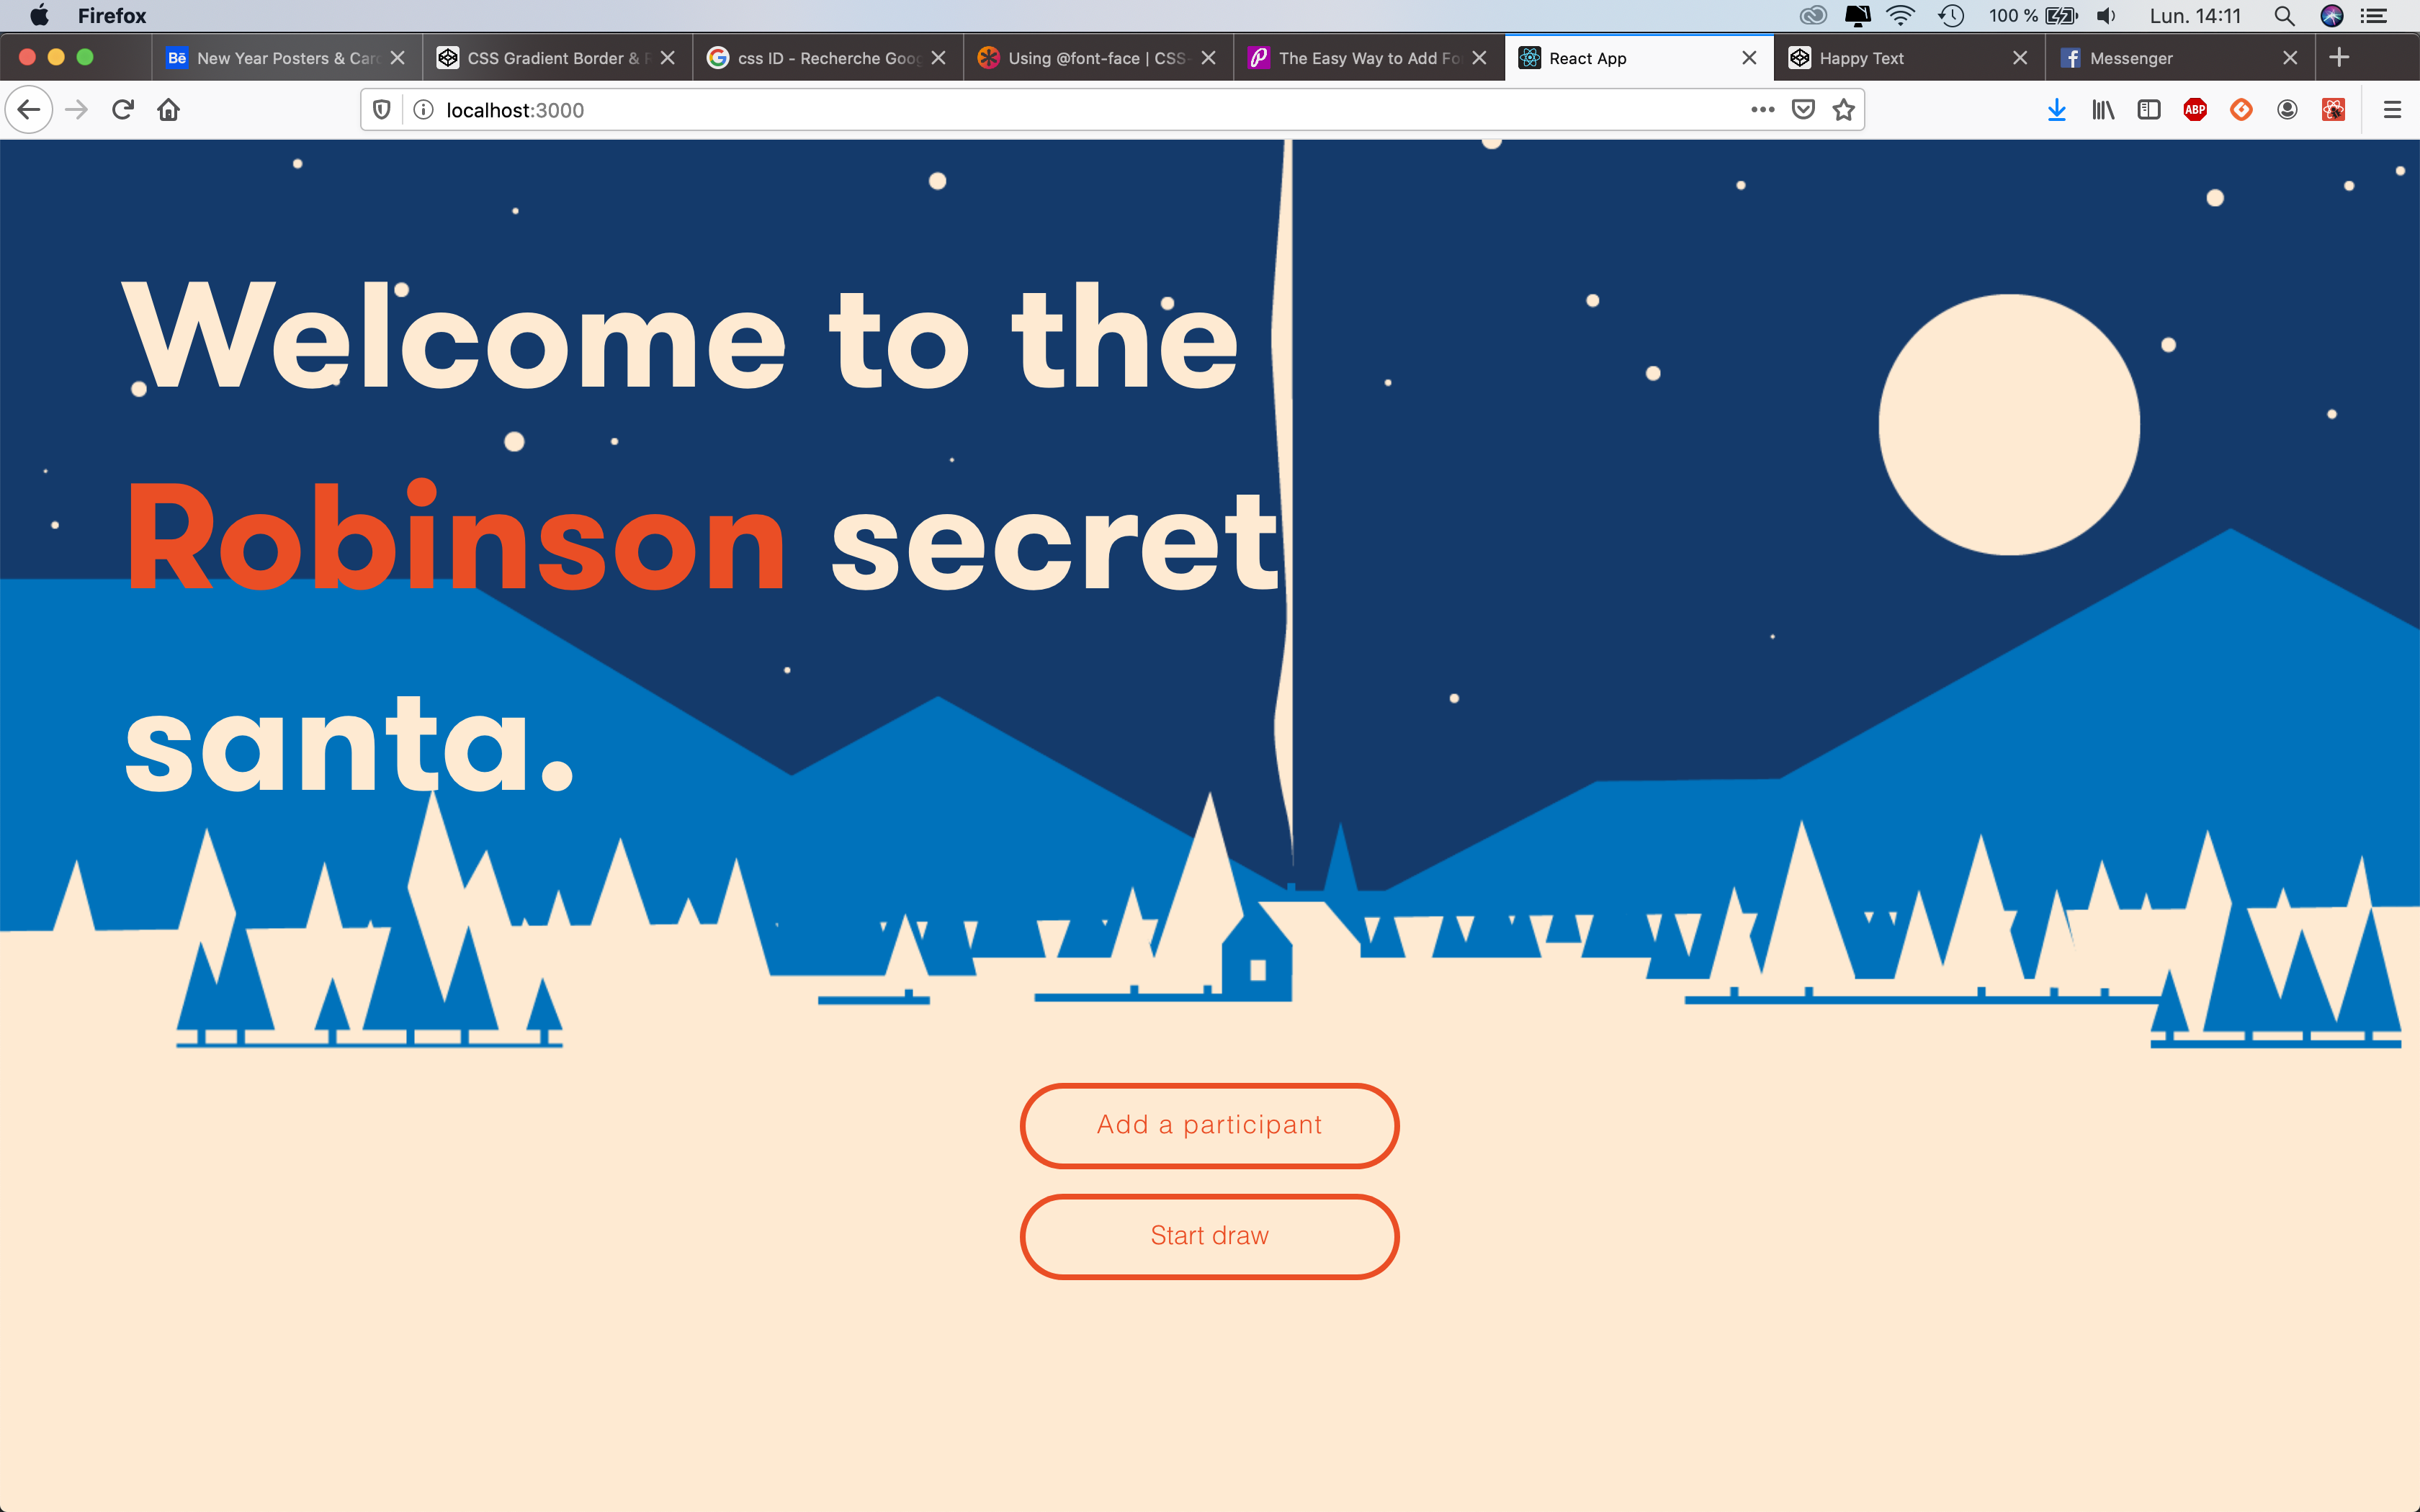 Firefox
100 %
Lun. 14:11
Bē New Year Posters & Car
CSS Gradient Border &
css ID - Recherche Goo
Using @font-face | CSS-
The Easy Way to Add Fo
React App
Happy Text
Messenger
localhost:3000
ABP
Welcome to the
Robinson secret
santa.
Add a participant
Start draw